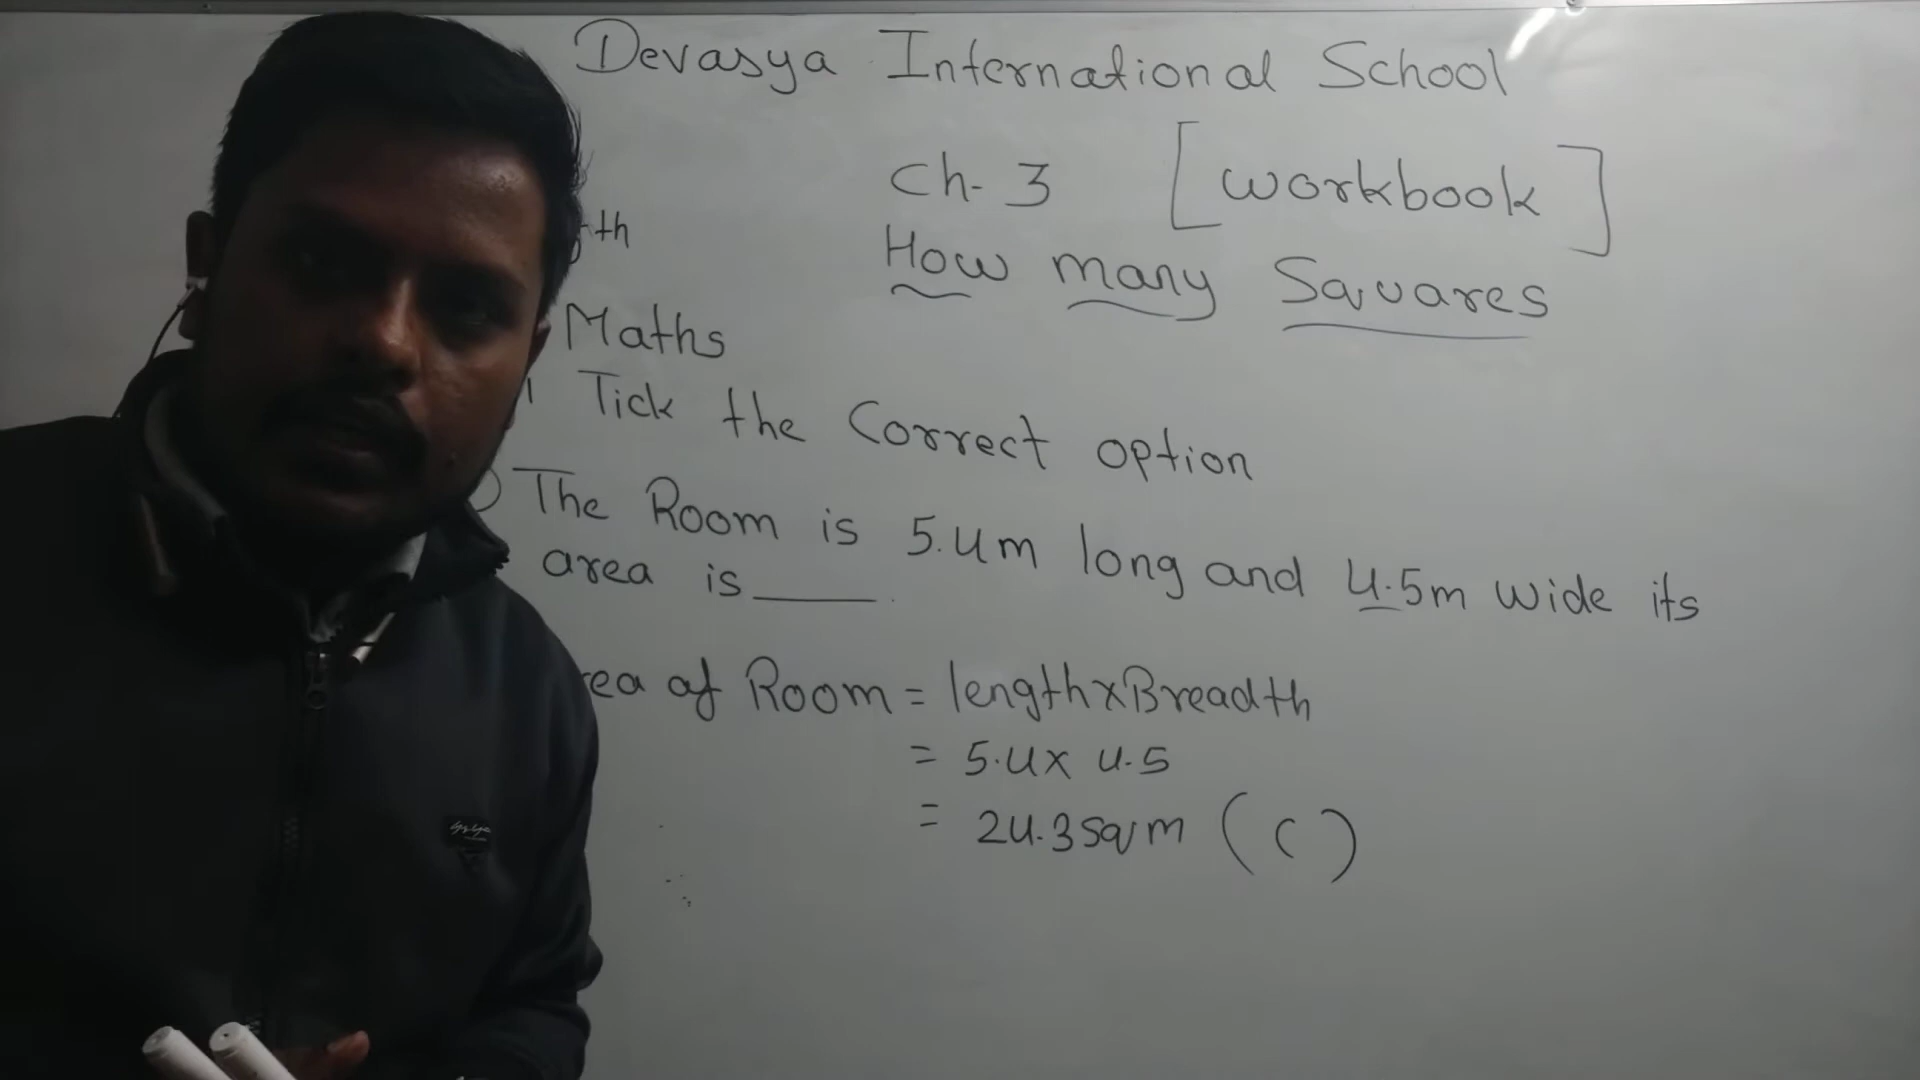 Devasya International School
Ch-3 [workbook]
th
How many Squares
Maths
1 Tick the Correct option
The Room is 5.4m long and 4.5m wide its
area is ____.
rea of Room = length x Breadth
= 5.4 x 4.5
= 24.3 sq m (c)